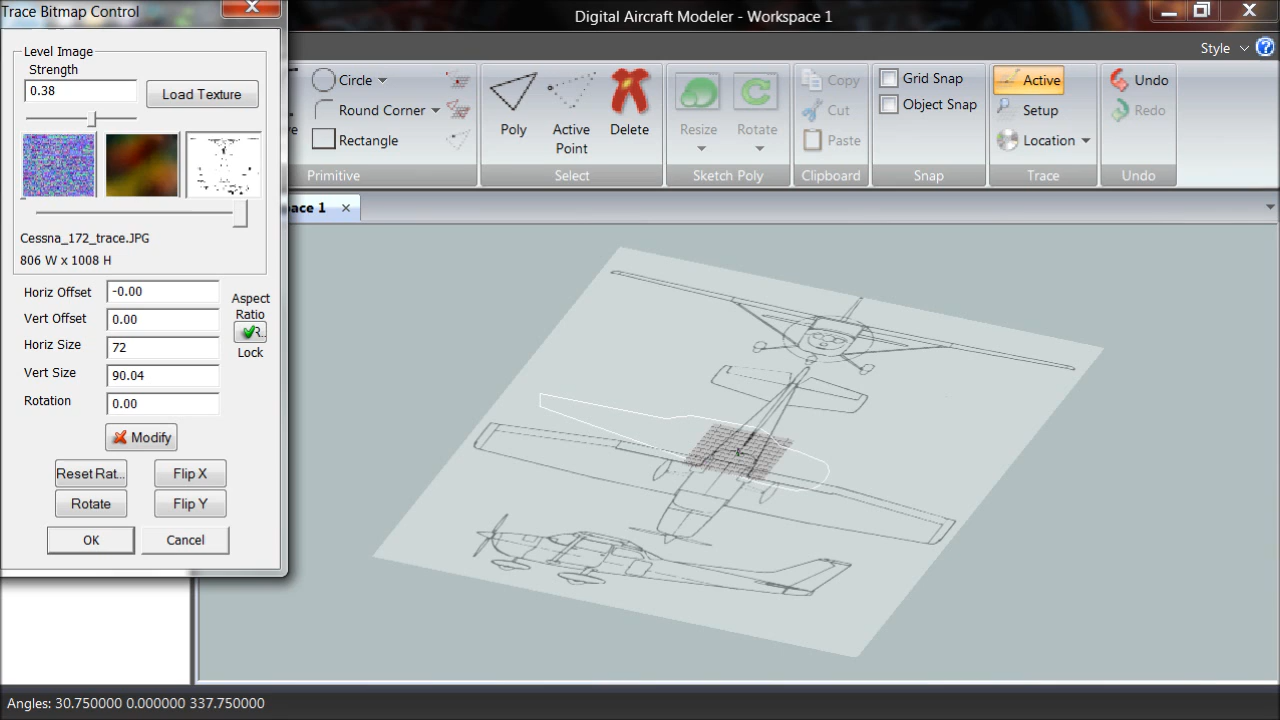 Trace Bitmap Control
Digital Aircraft Modeler - Workspace 1
Style
Level Image
Strength
0.38
Load Texture
Cessna_172_trace.JPG
806 W x 1008 H
Horiz Offset
-0.00
Vert Offset
0.00
Horiz Size
72
Vert Size
90.04
Rotation
0.00
Aspect
Ratio
Lock
Modify
Reset Rat..
Flip X
Rotate
Flip Y
OK
Cancel
Circle
Round Corner
Rectangle
Primitive
Poly
Active
Point
Delete
Select
Resize
Rotate
Sketch Poly
Copy
Cut
Paste
Clipboard
Grid Snap
Object Snap
Snap
Active
Setup
Location
Trace
Undo
Redo
Undo
ace 1
Angles: 30.750000 0.000000 337.750000